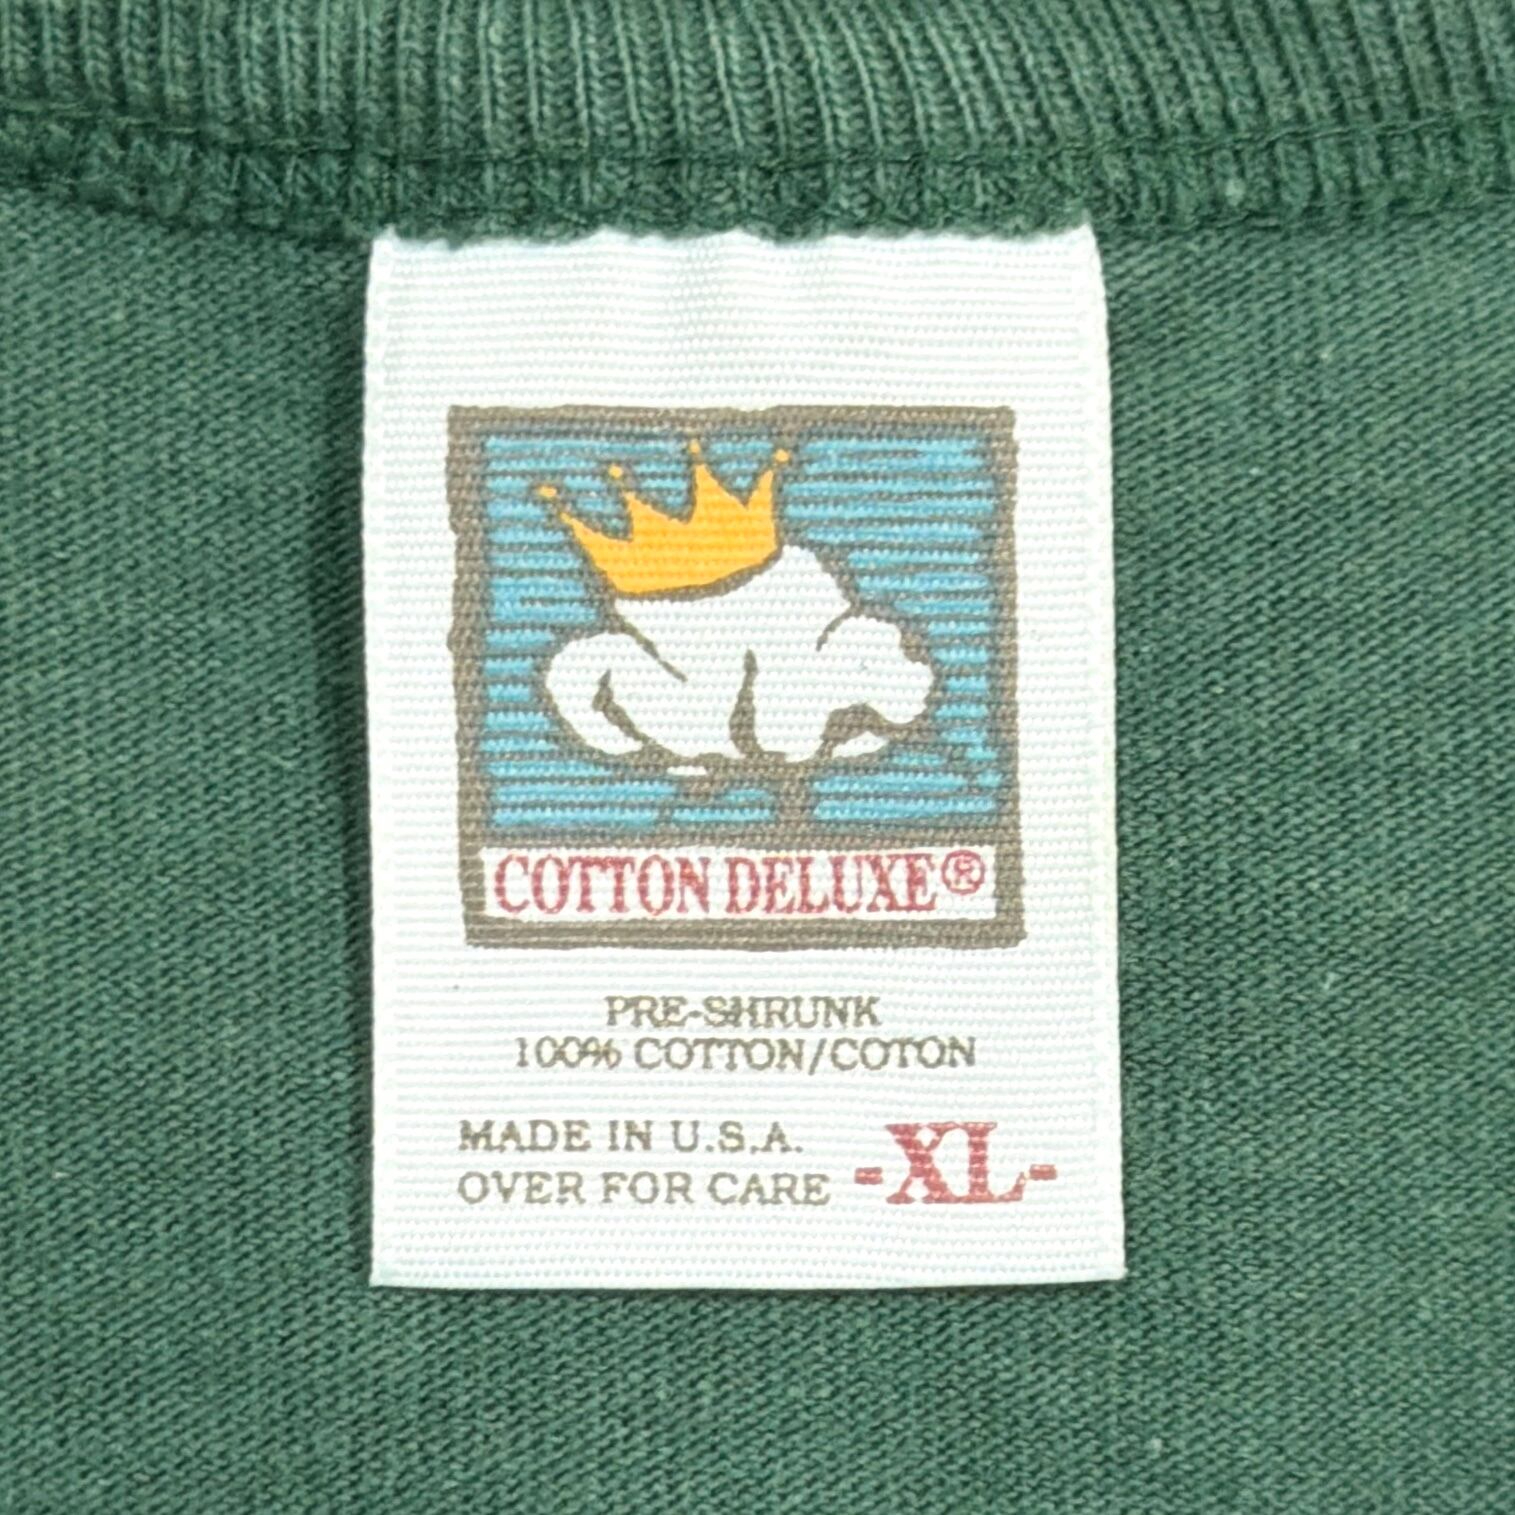 COTTON DELUXE®
PRE-SHRUNK
100% COTTON/COTON
MADE IN U.S.A.
OVER FOR CARE
-XL-